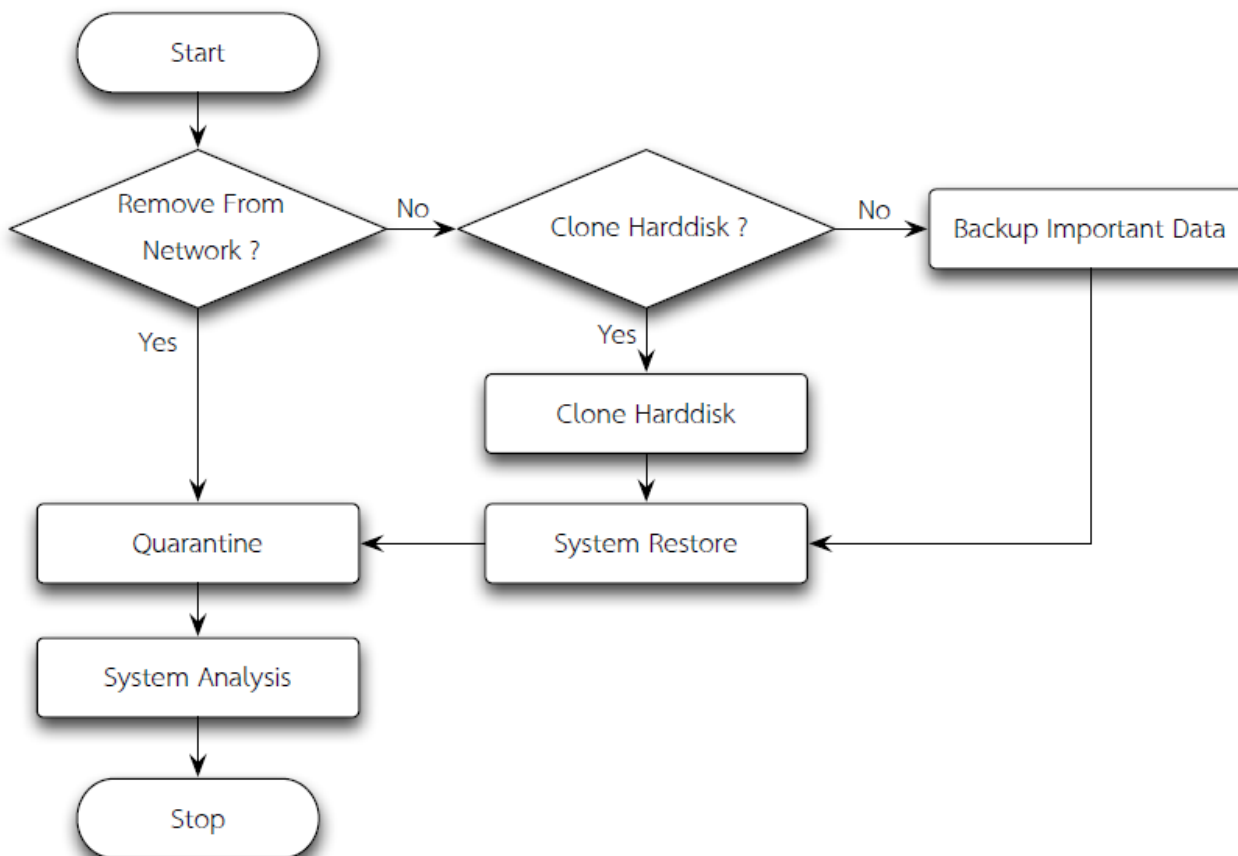 Start
Remove From
Network ?
No
Clone Harddisk ?
No
Backup Important Data
Yes
Yes
Clone Harddisk
Quarantine
System Restore
System Analysis
Stop